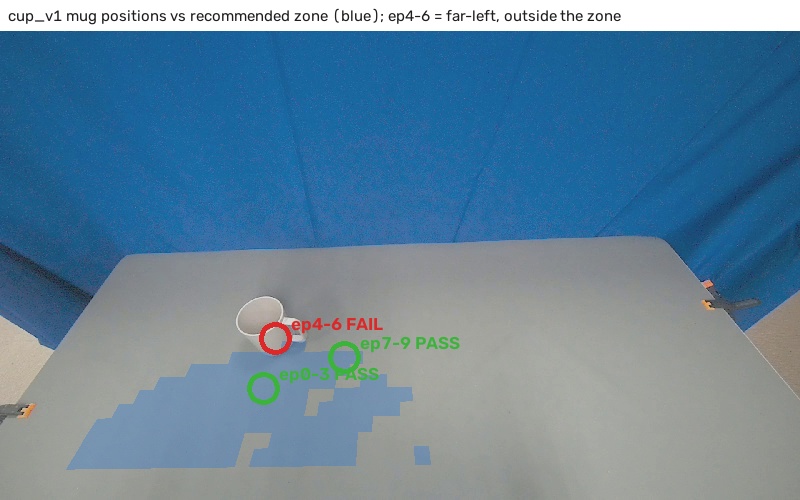 cup_v1 mug positions vs recommended zone (blue); ep4-6 = far-left, outside the zone
ep4-6 FAIL
ep7-9 PASS
ep0-3 PASS